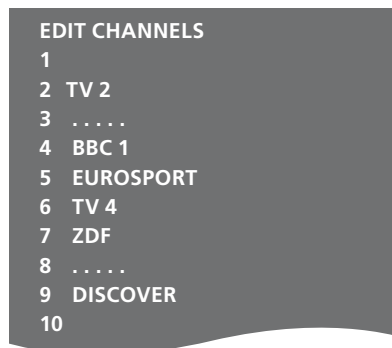 EDIT CHANNELS
1
2 TV 2
3 . . . . .
4 BBC 1
5 EUROSPORT
6 TV 4
7 ZDF
8 . . . . .
9 DISCOVER
10